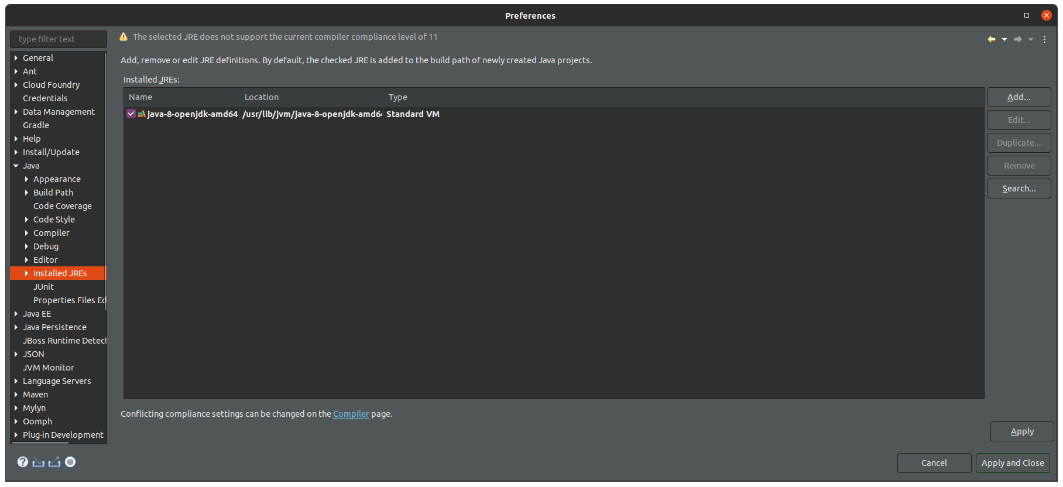 Preferences
type filter text
The selected JRE does not support the current compiler compliance level of 11
General
Ant
Cloud Foundry
Credentials
Data Management
Gradle
Help
Install/Update
Java
Appearance
Build Path
Code Coverage
Code Style
Compiler
Debug
Editor
Installed JREs
JUnit
Properties Files Ed
Java EE
Java Persistence
JBoss Runtime Detect
JSON
JVM Monitor
Language Servers
Maven
Mylyn
Oomph
Plug-in Development
Add, remove or edit JRE definitions. By default, the checked JRE is added to the build path of newly created Java projects.
Installed JREs:
Name Location Type
java-8-openjdk-amd64 /usr/lib/jvm/java-8-openjdk-amd64 Standard VM
Add...
Edit...
Duplicate...
Remove
Search...
Conflicting compliance settings can be changed on the Compiler page.
Apply
Cancel Apply and Close